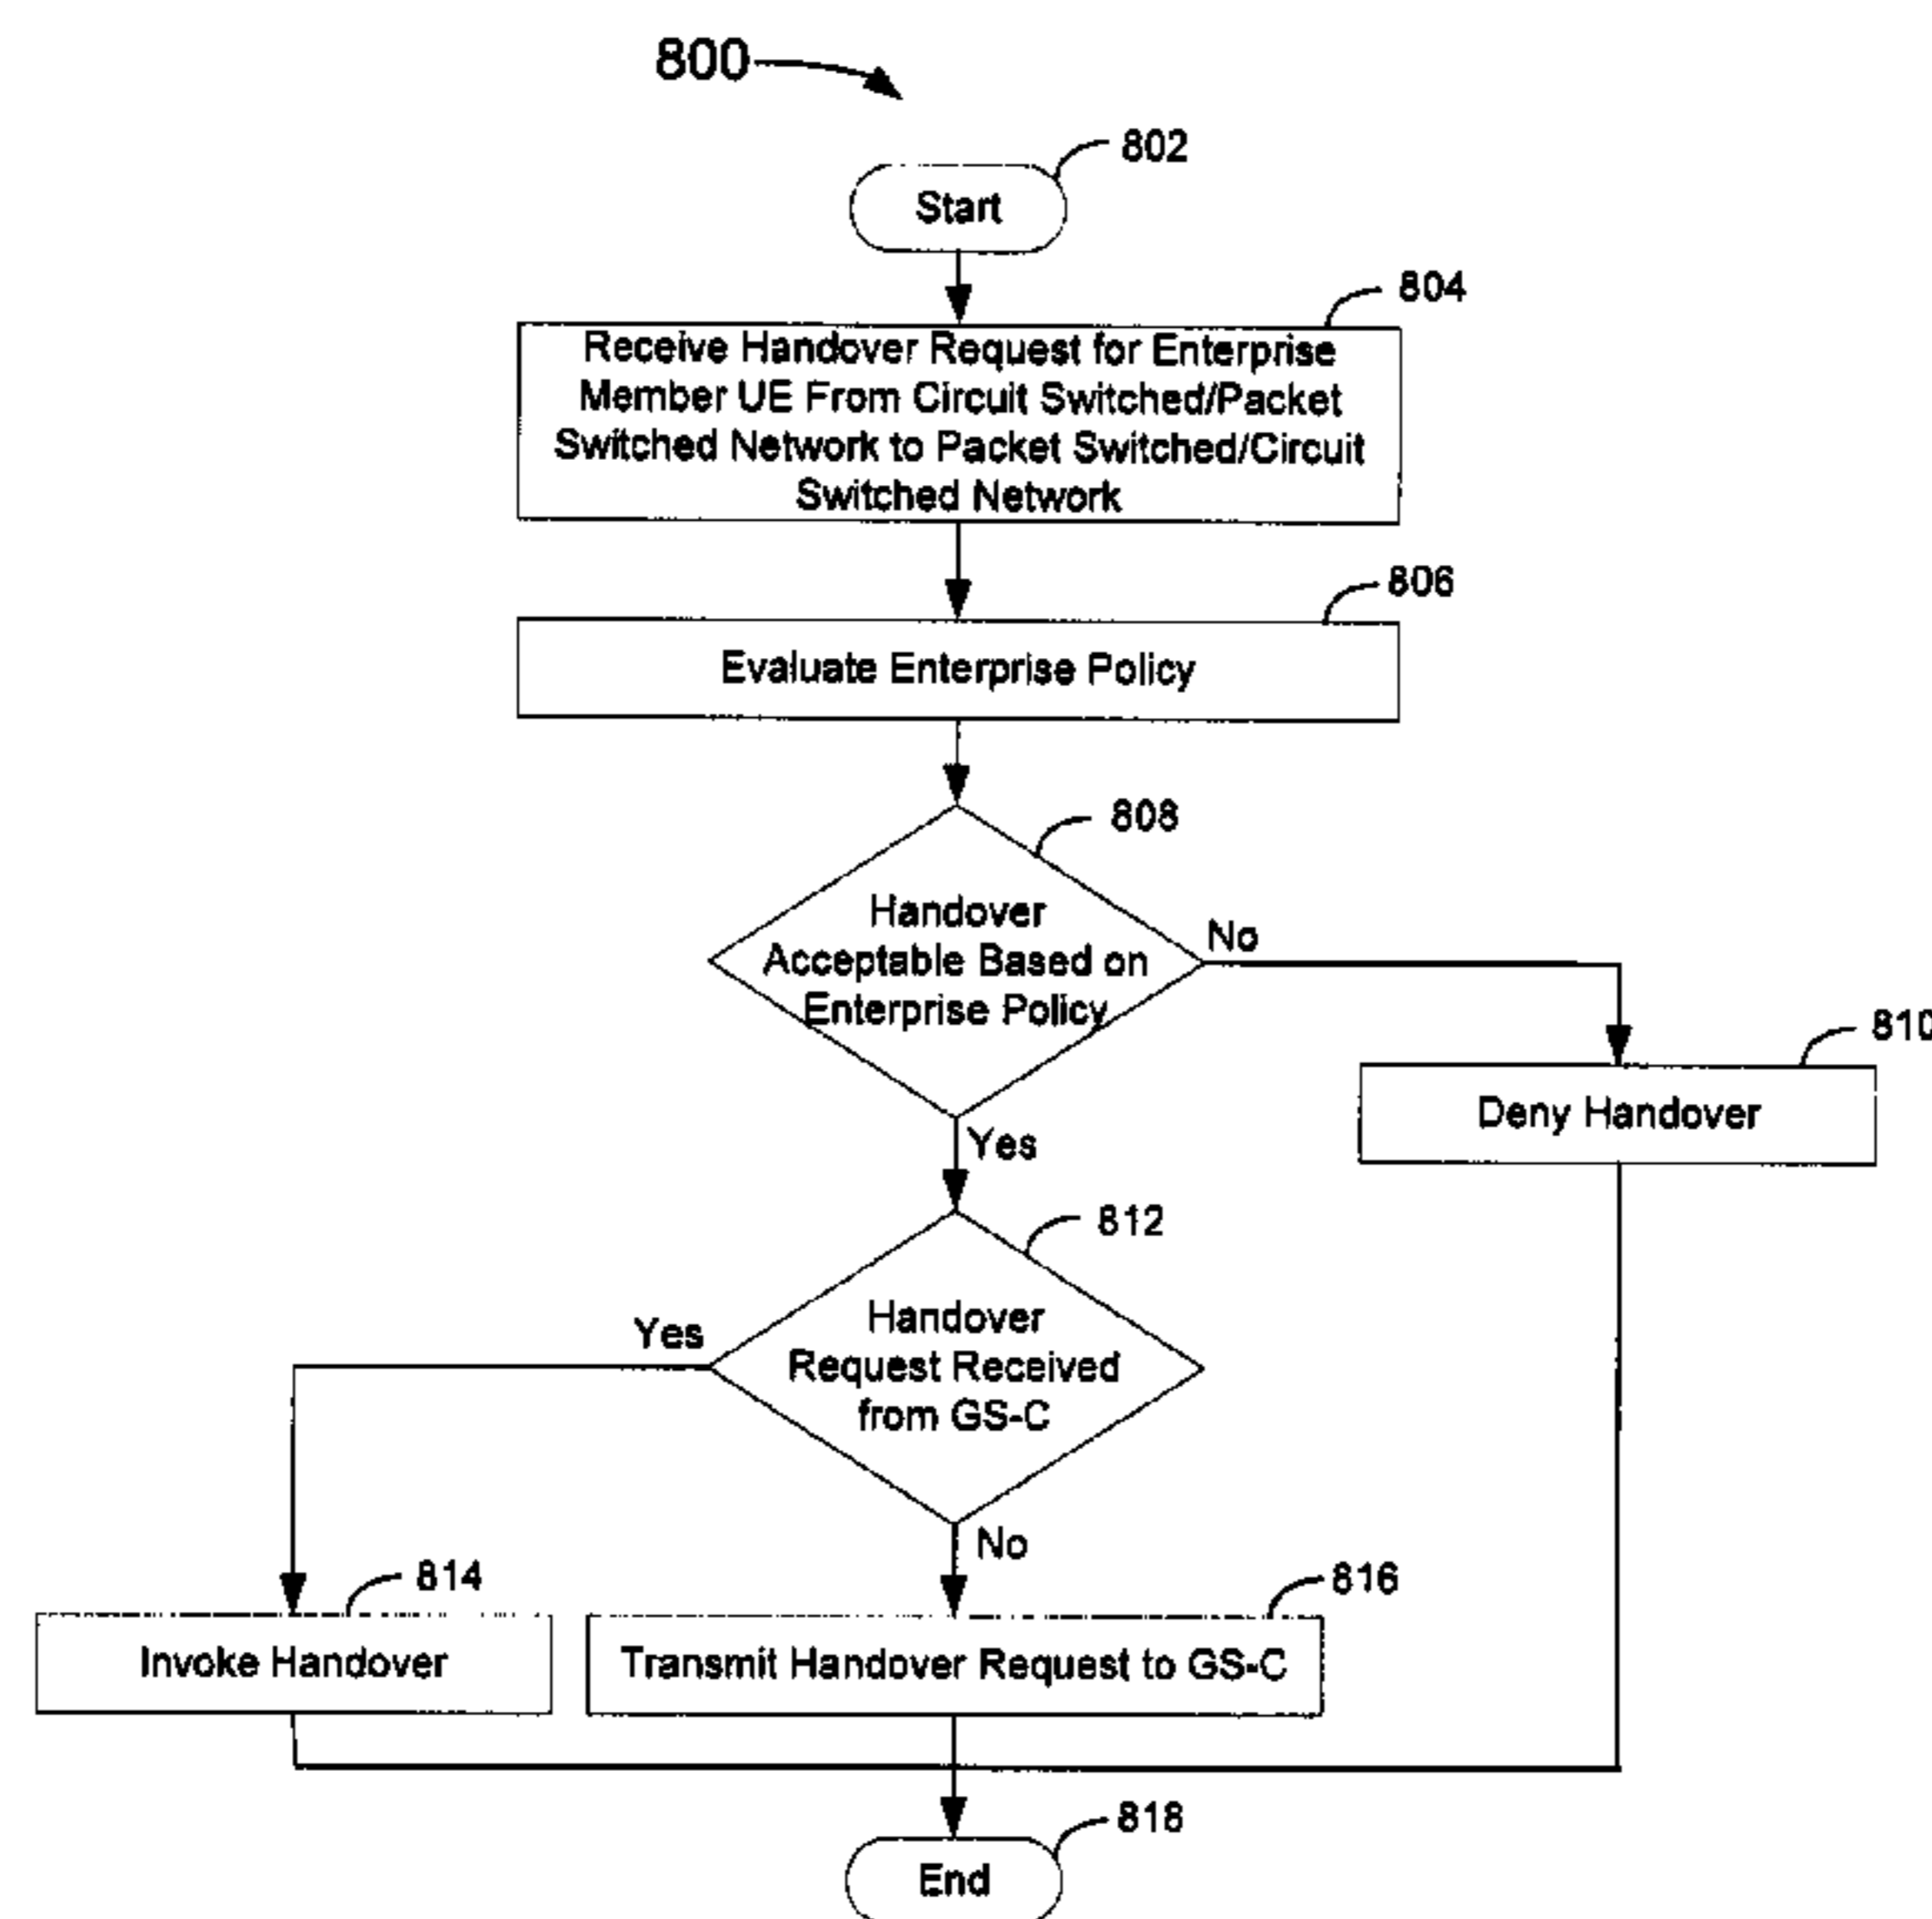 800
802
Start
804
Receive Handover Request for Enterprise
Member UE From Circuit Switched/Packet
Switched Network to Packet Switched/Circuit
Switched Network
806
Evaluate Enterprise Policy
808
Handover
Acceptable Based on
Enterprise Policy
No
810
Deny Handover
Yes
812
Handover
Request Received
from GS-C
Yes
No
814
Invoke Handover
816
Transmit Handover Request to GS-C
818
End